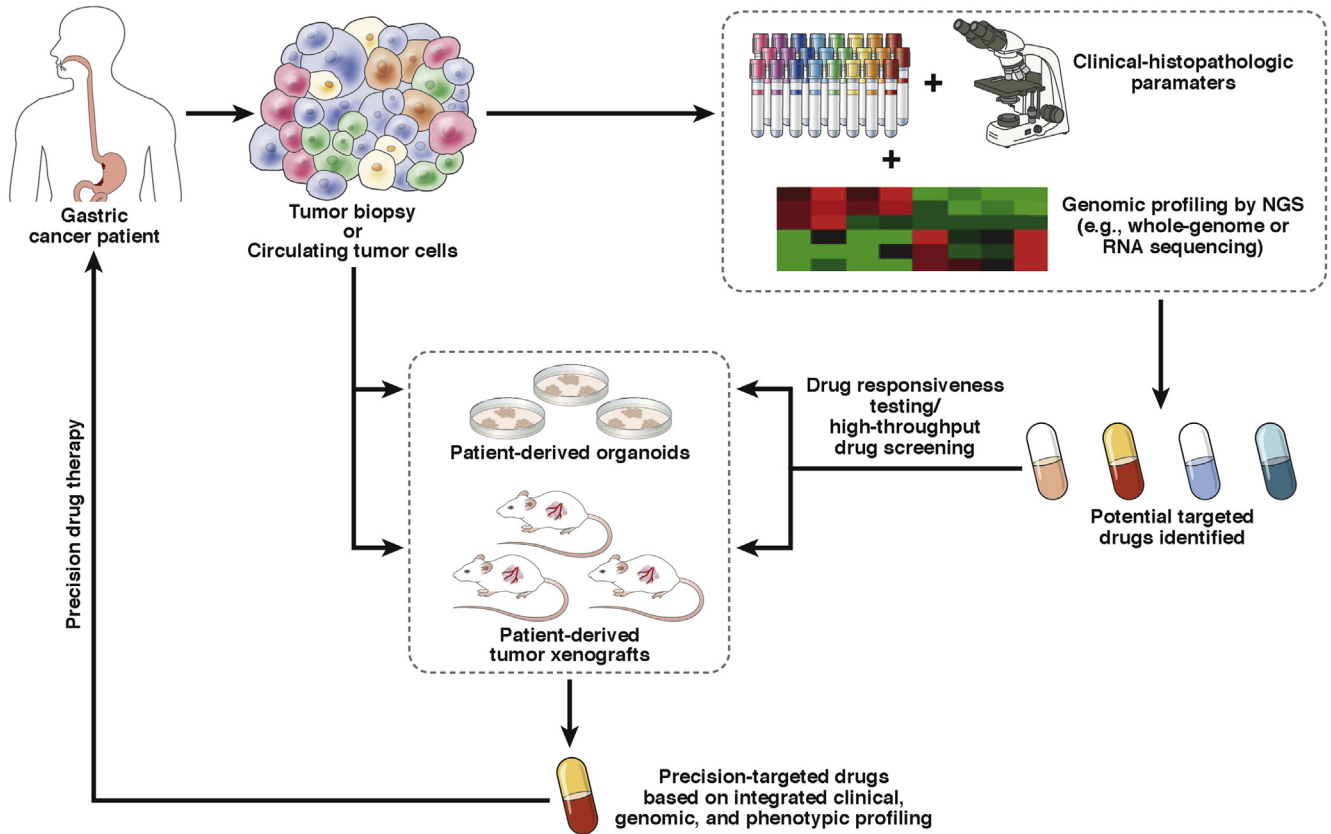 Gastric
cancer patient
Tumor biopsy
or
Circulating tumor cells
Clinical-histopathologic
paramaters
Genomic profiling by NGS
(e.g., whole-genome or
RNA sequencing)
Drug responsiveness
testing/
high-throughput
drug screening
Potential targeted
drugs identified
Patient-derived organoids
Patient-derived
tumor xenografts
Precision drug therapy
Precision-targeted drugs
based on integrated clinical,
genomic, and phenotypic profiling